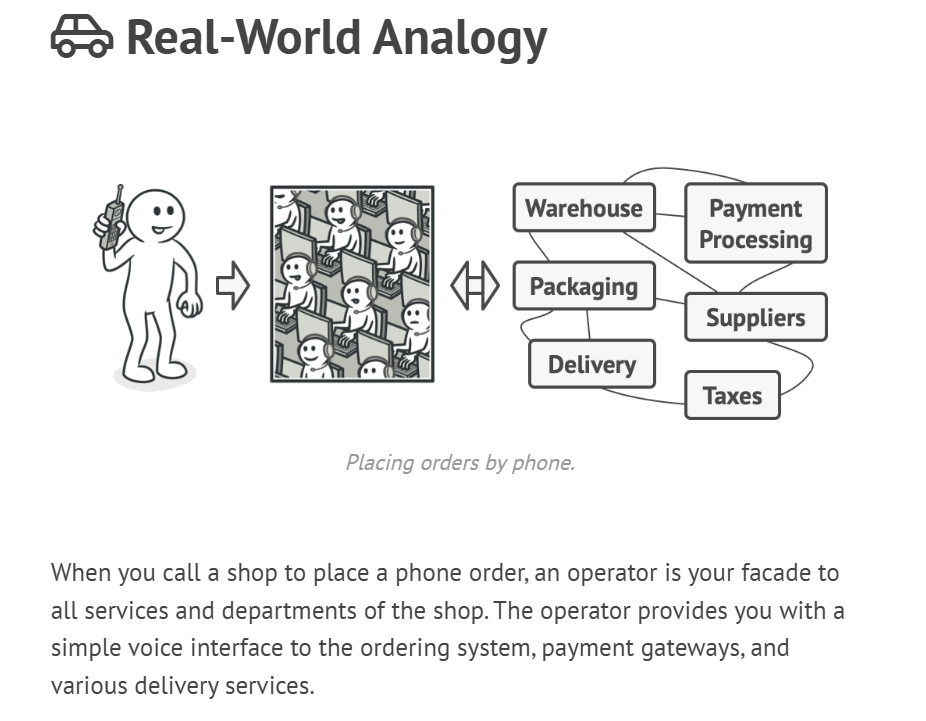 Real-World Analogy
Warehouse
Payment
Processing
Packaging
Suppliers
Delivery
Taxes
Placing orders by phone.
When you call a shop to place a phone order, an operator is your facade to
all services and departments of the shop. The operator provides you with a
simple voice interface to the ordering system, payment gateways, and
various delivery services.